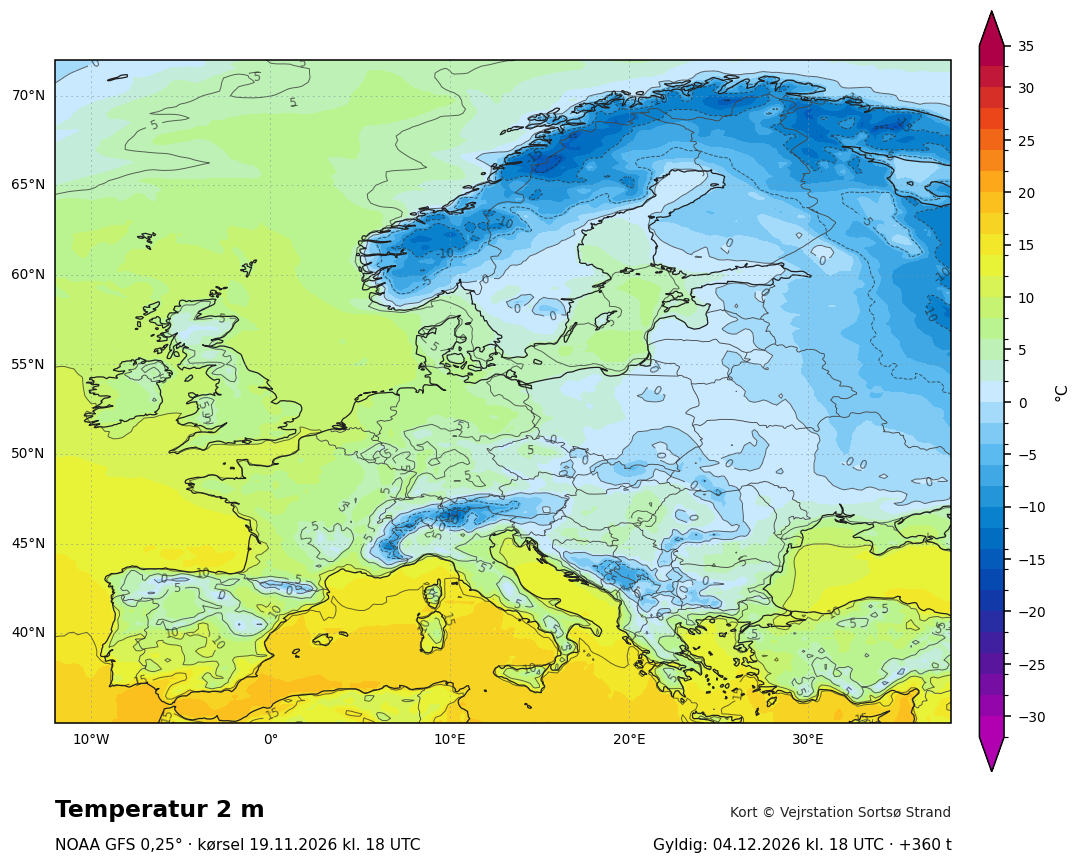 70°N
65°N
60°N
55°N
50°N
45°N
40°N
10°W 0° 10°E 20°E 30°E
35
30
25
20
15
10
5
0
−5
−10
−15
−20
−25
−30
°C
Temperatur 2 m
Kort © Vejrstation Sortsø Strand
NOAA GFS 0,25° · kørsel 19.11.2026 kl. 18 UTC
Gyldig: 04.12.2026 kl. 18 UTC · +360 t